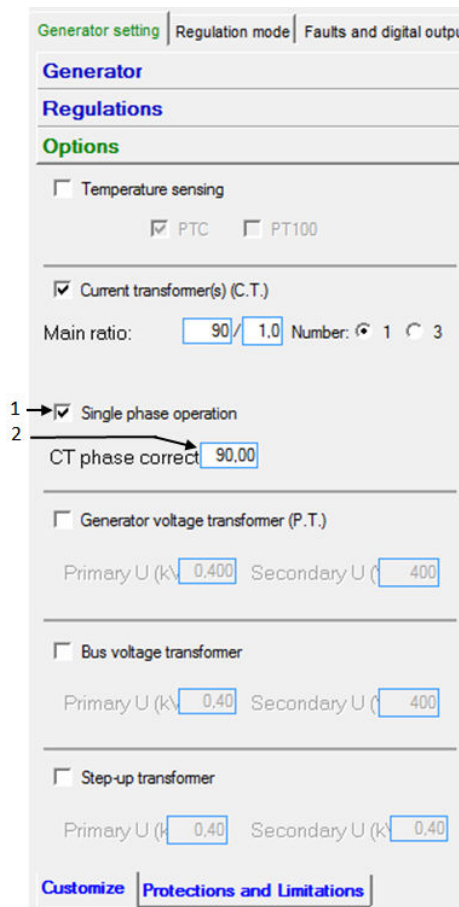 Generator setting Regulation mode Faults and digital outpu
Generator
Regulations
Options
Temperature sensing
PTC PT100
Current transformer(s) (C.T.)
Main ratio: 90 / 1,0 Number: 1 3
1 Single phase operation
2
CT phase correct 90,00
Generator voltage transformer (P.T.)
Primary U (k\ 0,400 Secondary U (' 400
Bus voltage transformer
Primary U (k\ 0,40 Secondary U (' 400
Step-up transformer
Primary U (k 0,40 Secondary U (k\ 0,40
Customize Protections and Limitations